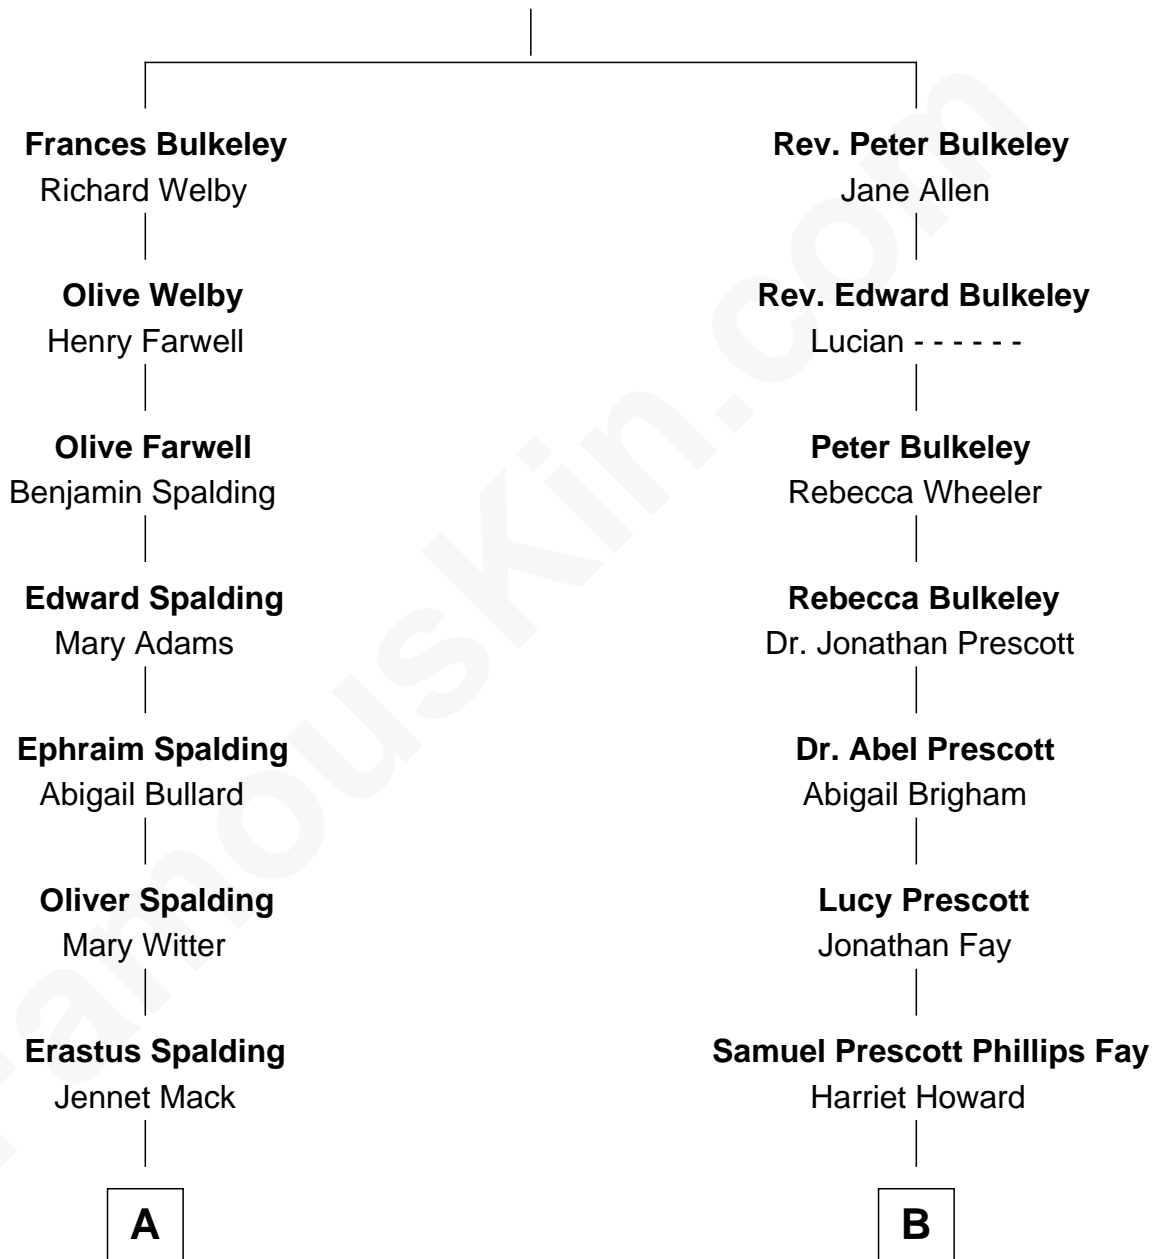 Frances Bulkeley
Richard Welby
Rev. Peter Bulkeley
Jane Allen
Olive Welby
Henry Farwell
Rev. Edward Bulkeley
Lucian - - - - - -
Olive Farwell
Benjamin Spalding
Peter Bulkeley
Rebecca Wheeler
Edward Spalding
Mary Adams
Rebecca Bulkeley
Dr. Jonathan Prescott
Ephraim Spalding
Abigail Bullard
Dr. Abel Prescott
Abigail Brigham
Oliver Spalding
Mary Witter
Lucy Prescott
Jonathan Fay
Erastus Spalding
Jennet Mack
Samuel Prescott Phillips Fay
Harriet Howard
A
B
FamousKin.com